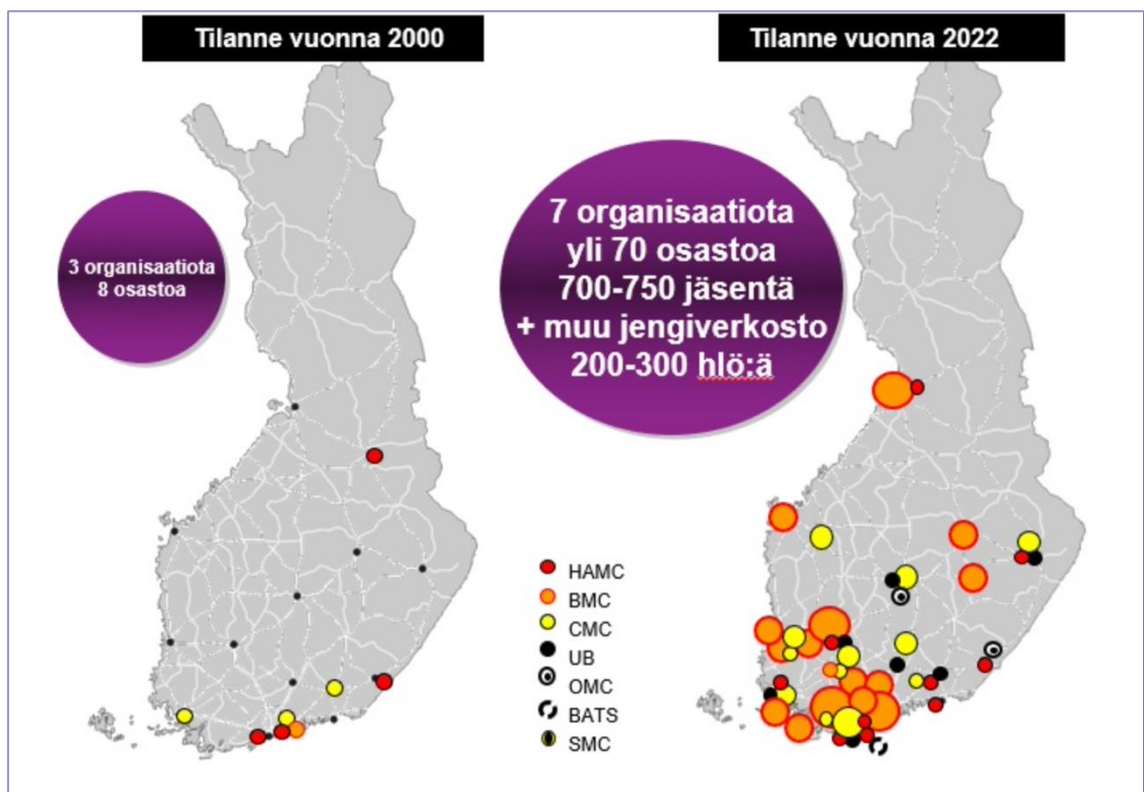 Tilanne vuonna 2000
Tilanne vuonna 2022
3 organisaatiota
8 osastoa
7 organisaatiota
yli 70 osastoa
700-750 jäsentä
+ muu jengiverkosto
200-300 hlö:ä
HAMC
BMC
CMC
UB
OMC
BATS
SMC